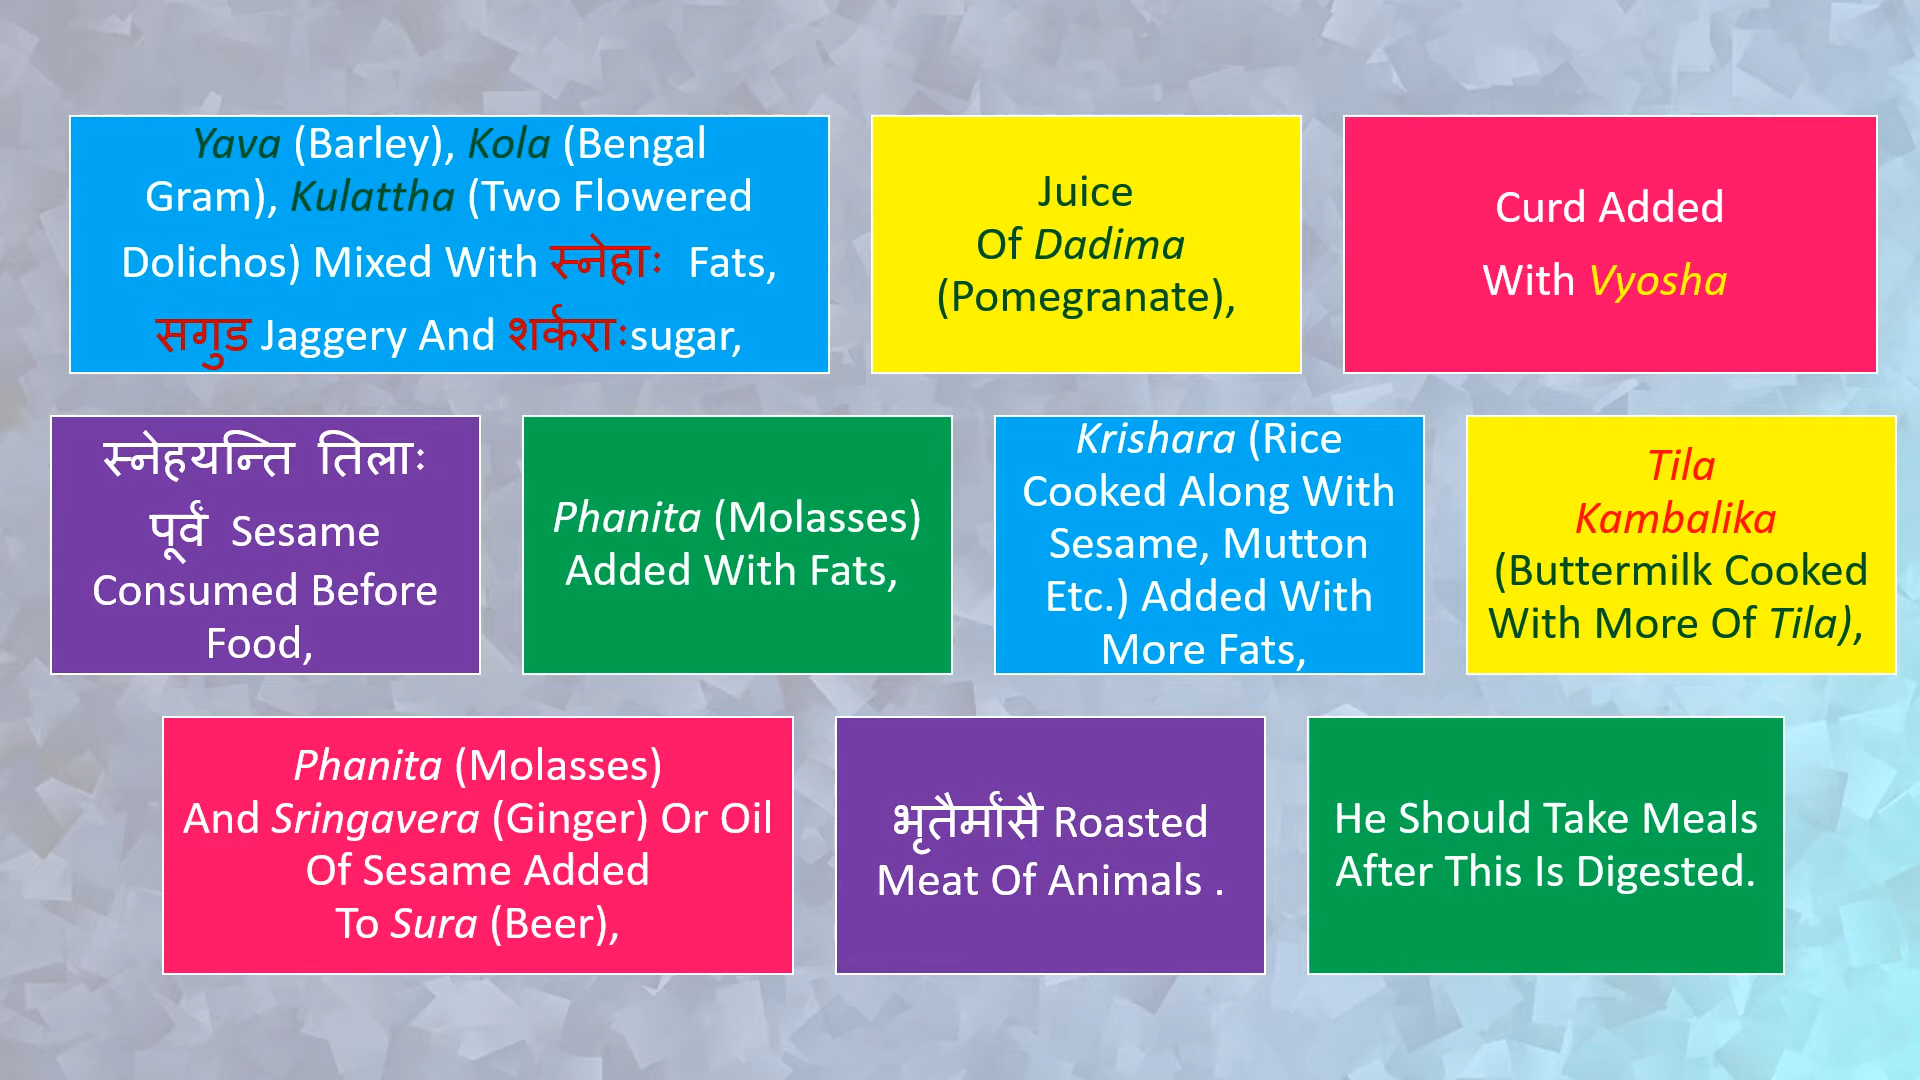 Yava (Barley), Kola (Bengal
Gram), Kulattha (Two Flowered
Dolichos) Mixed With स्नेहाः Fats,
सगुड Jaggery And शर्कराःsugar,
Juice
Of Dadima
(Pomegranate),
Curd Added
With Vyosha
स्नेहयन्ति तिलाः
पूर्वं Sesame
Consumed Before
Food,
Phanita (Molasses)
Added With Fats,
Krishara (Rice
Cooked Along With
Sesame, Mutton
Etc.) Added With
More Fats,
Tila
Kambalika
(Buttermilk Cooked
With More Of Tila),
Phanita (Molasses)
And Sringavera (Ginger) Or Oil
Of Sesame Added
To Sura (Beer),
भृतैर्मांसै Roasted
Meat Of Animals .
He Should Take Meals
After This Is Digested.